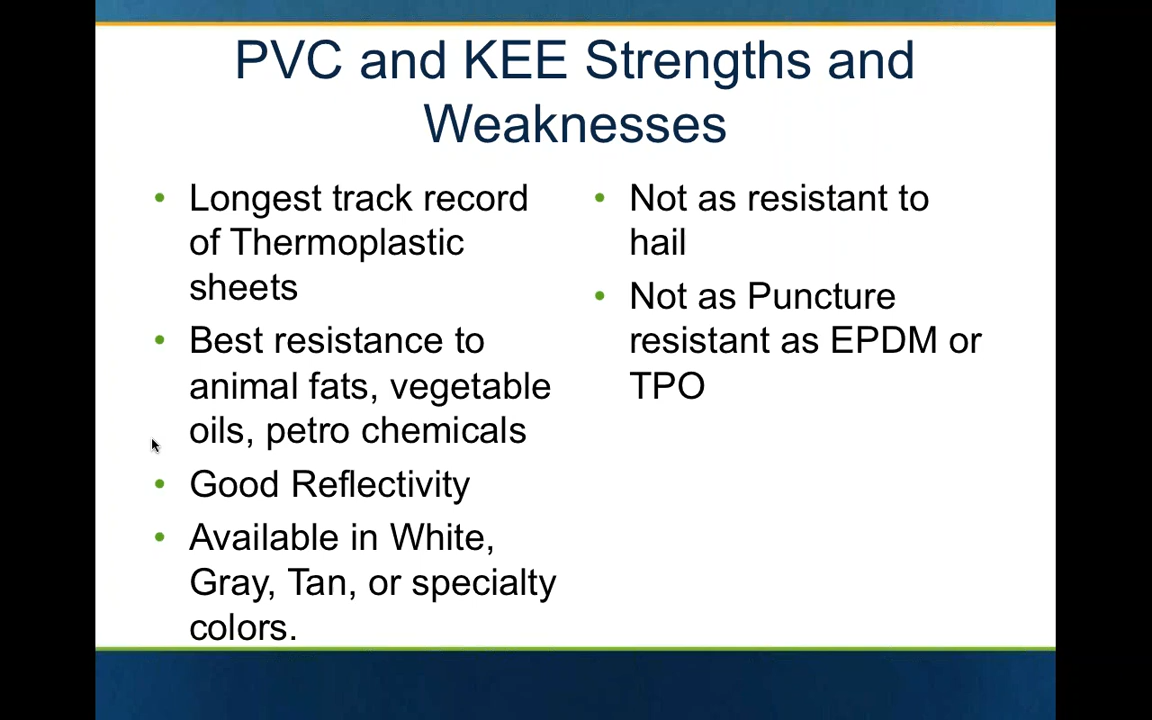 PVC and KEE Strengths and
Weaknesses
• Longest track record
of Thermoplastic
sheets
• Best resistance to
animal fats, vegetable
oils, petro chemicals
• Good Reflectivity
• Available in White,
Gray, Tan, or specialty
colors.
• Not as resistant to
hail
• Not as Puncture
resistant as EPDM or
TPO